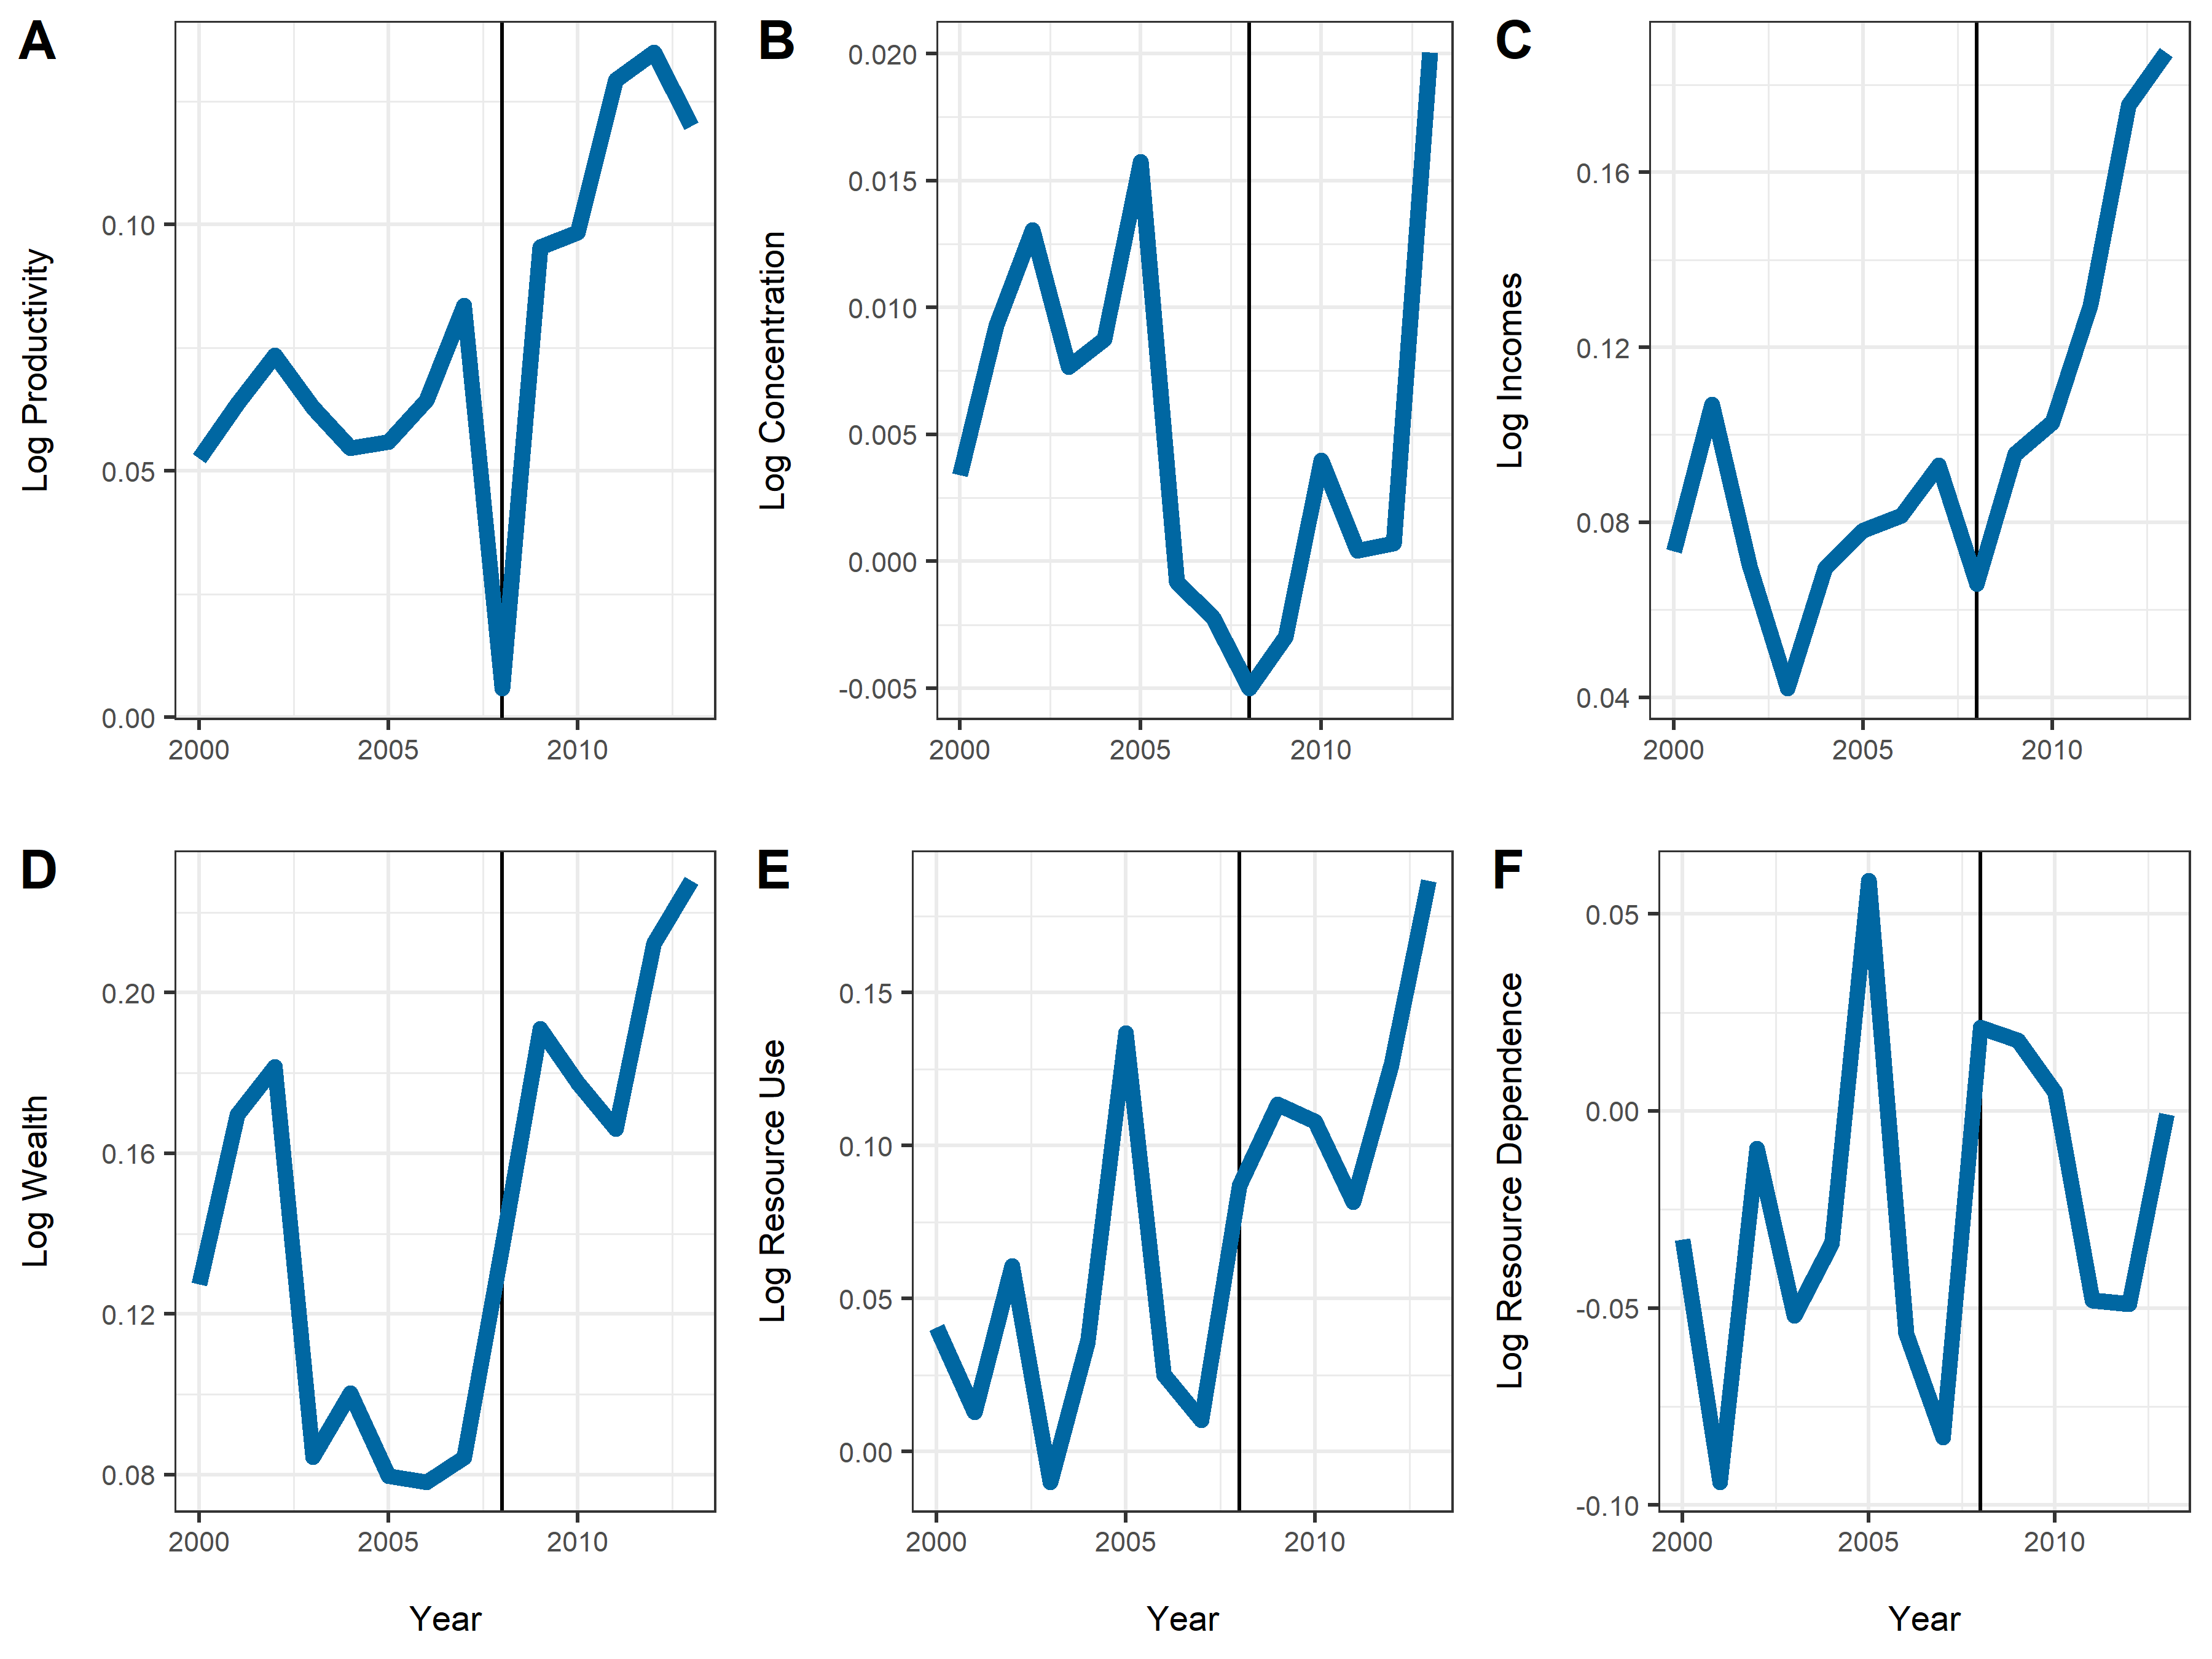 A
Log Productivity
0.10
0.05
0.00
2000 2005 2010
B
Log Concentration
0.020
0.015
0.010
0.005
0.000
-0.005
2000 2005 2010
C
Log Incomes
0.16
0.12
0.08
0.04
2000 2005 2010
D
Log Wealth
0.20
0.16
0.12
0.08
2000 2005 2010
Year
E
Log Resource Use
0.15
0.10
0.05
0.00
2000 2005 2010
Year
F
Log Resource Dependence
0.05
0.00
-0.05
-0.10
2000 2005 2010
Year